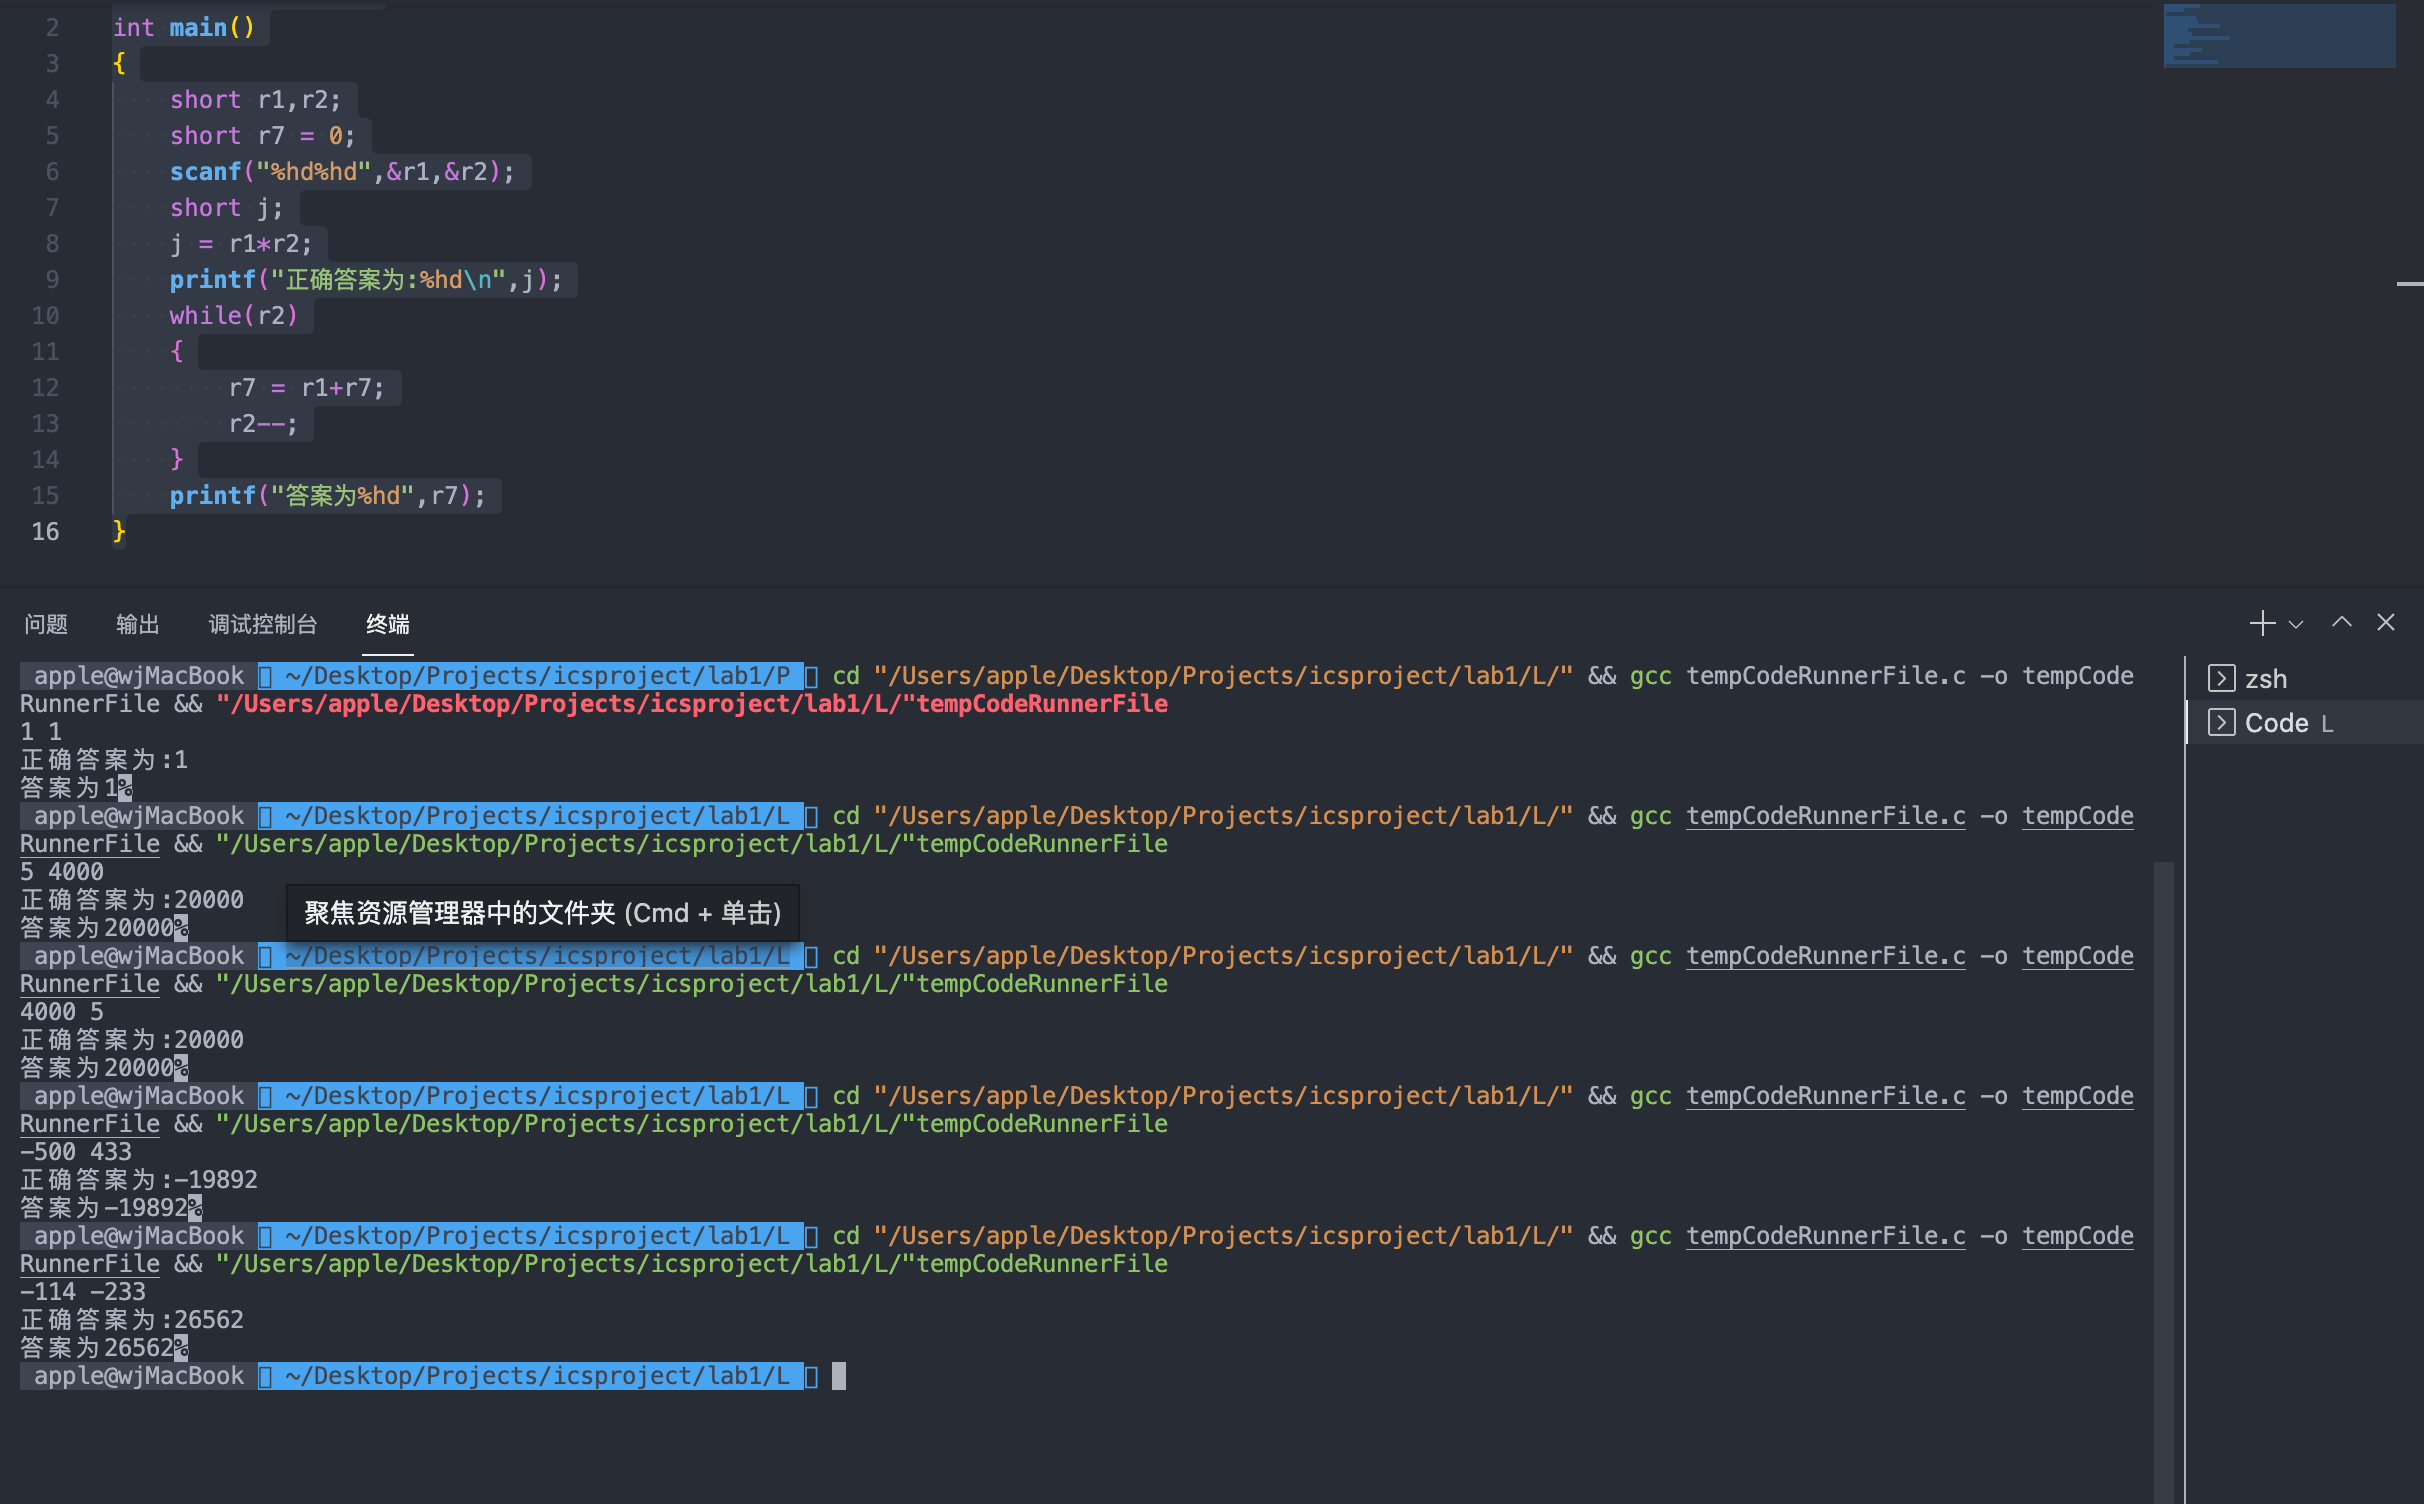 2 int main()
3 {
4 short r1,r2;
5 short r7 = 0;
6 scanf("%hd%hd",&r1,&r2);
7 short j;
8 j = r1*r2;
9 printf("正确答案为:%hd\n",j);
10 while(r2)
11 {
12 r7 = r1+r7;
13 r2--;
14 }
15 printf("答案为%hd",r7);
16 }
问题 输出 调试控制台 终端
apple@wjMacBook ~/Desktop/Projects/icsproject/lab1/P cd "/Users/apple/Desktop/Projects/icsproject/lab1/L/" && gcc tempCodeRunnerFile.c -o tempCode
RunnerFile && "/Users/apple/Desktop/Projects/icsproject/lab1/L/"tempCodeRunnerFile
1 1
正确答案为:1
答案为1%
apple@wjMacBook ~/Desktop/Projects/icsproject/lab1/L cd "/Users/apple/Desktop/Projects/icsproject/lab1/L/" && gcc tempCodeRunnerFile.c -o tempCode
RunnerFile && "/Users/apple/Desktop/Projects/icsproject/lab1/L/"tempCodeRunnerFile
5 4000
正确答案为:20000
聚焦资源管理器中的文件夹 (Cmd + 单击)
答案为20000%
apple@wjMacBook ~/Desktop/Projects/icsproject/lab1/L cd "/Users/apple/Desktop/Projects/icsproject/lab1/L/" && gcc tempCodeRunnerFile.c -o tempCode
RunnerFile && "/Users/apple/Desktop/Projects/icsproject/lab1/L/"tempCodeRunnerFile
4000 5
正确答案为:20000
答案为20000%
apple@wjMacBook ~/Desktop/Projects/icsproject/lab1/L cd "/Users/apple/Desktop/Projects/icsproject/lab1/L/" && gcc tempCodeRunnerFile.c -o tempCode
RunnerFile && "/Users/apple/Desktop/Projects/icsproject/lab1/L/"tempCodeRunnerFile
-500 433
正确答案为:-19892
答案为-19892%
apple@wjMacBook ~/Desktop/Projects/icsproject/lab1/L cd "/Users/apple/Desktop/Projects/icsproject/lab1/L/" && gcc tempCodeRunnerFile.c -o tempCode
RunnerFile && "/Users/apple/Desktop/Projects/icsproject/lab1/L/"tempCodeRunnerFile
-114 -233
正确答案为:26562
答案为26562%
apple@wjMacBook ~/Desktop/Projects/icsproject/lab1/L
zsh
Code L